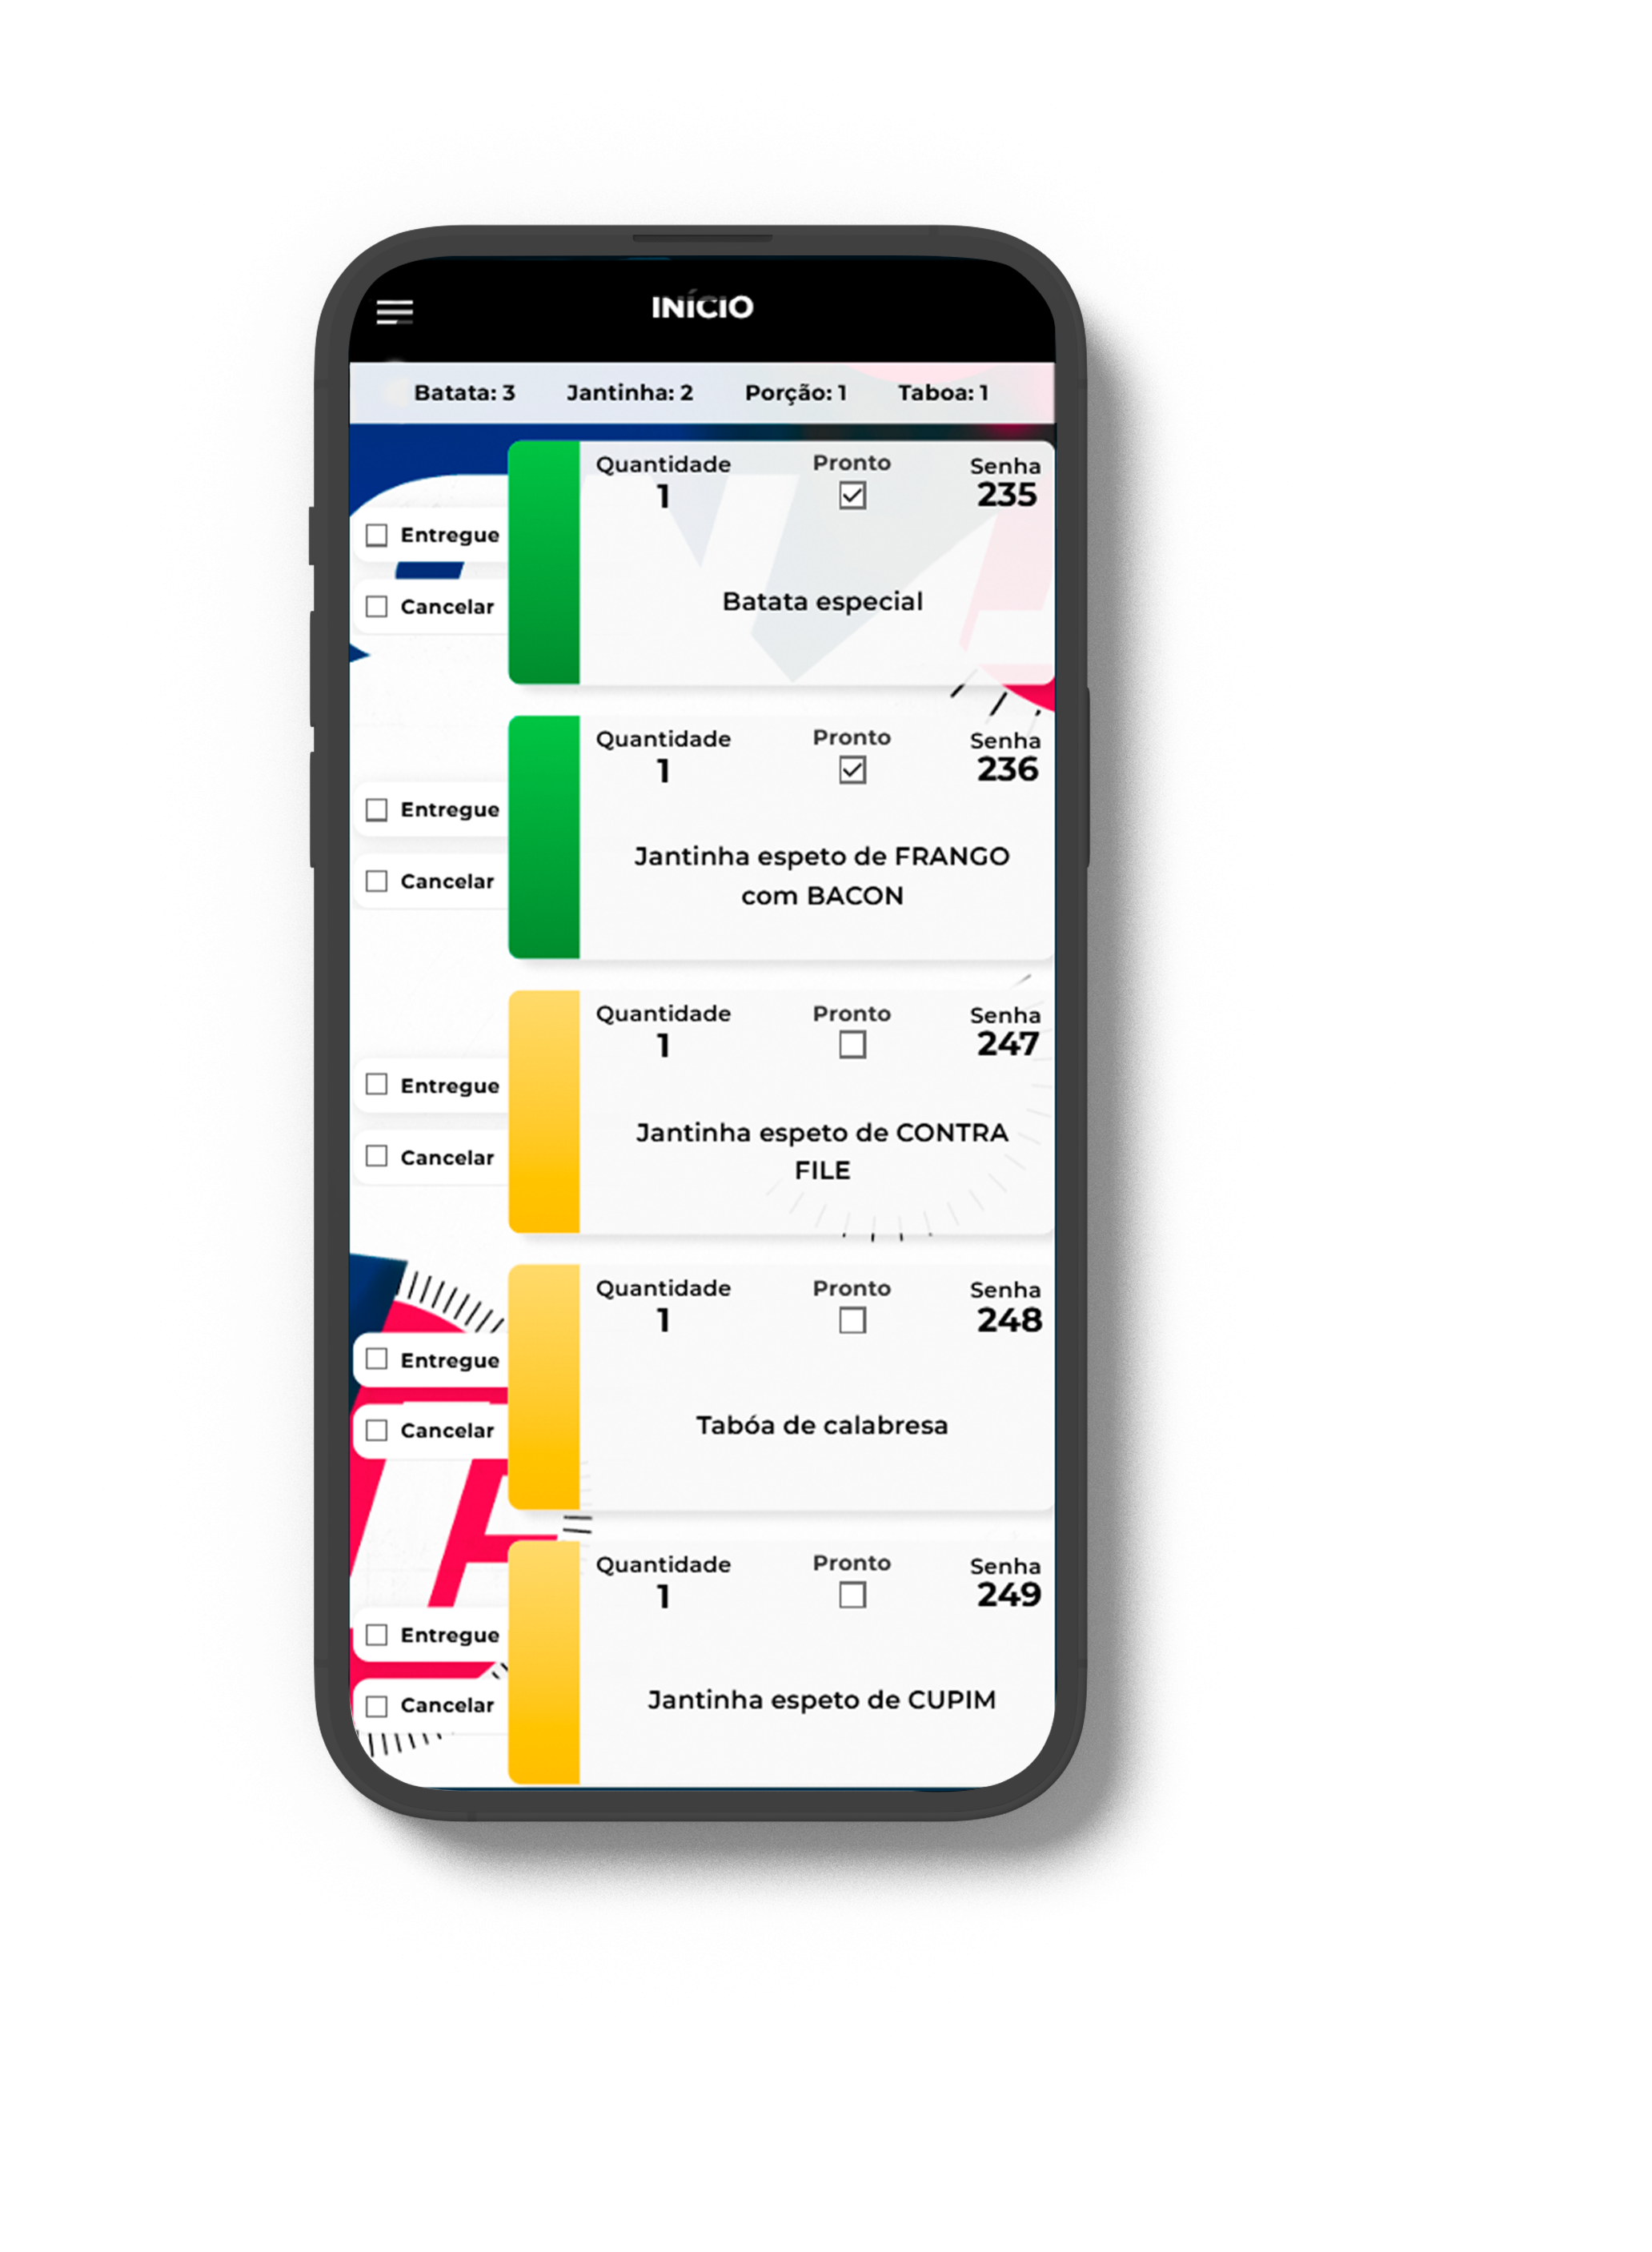 INÍCIO
Batata: 3 Jantinha: 2 Porção: 1 Taboa: 1
Quantidade Pronto Senha
1 235
Entregue
Cancelar
Batata especial
Quantidade Pronto Senha
1 236
Entregue
Cancelar
Jantinha espeto de FRANGO
com BACON
Quantidade Pronto Senha
1 247
Entregue
Cancelar
Jantinha espeto de CONTRA
FILE
Quantidade Pronto Senha
1 248
Entregue
Cancelar
Tabóa de calabresa
Quantidade Pronto Senha
1 249
Entregue
Cancelar
Jantinha espeto de CUPIM